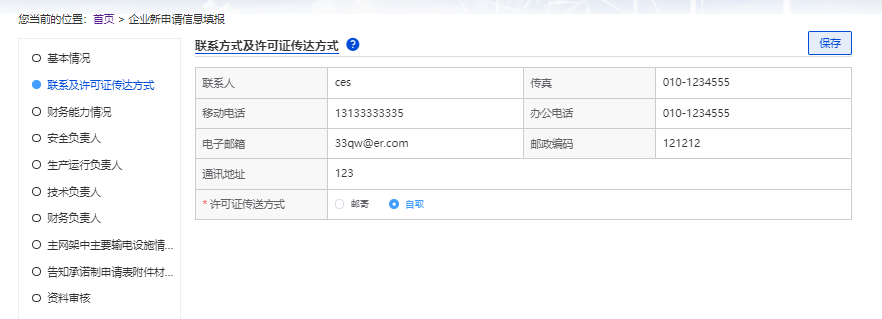 您当前的位置：首页 > 企业新申请信息填报
基本情况
联系及许可证传达方式
财务能力情况
安全负责人
生产运行负责人
技术负责人
财务负责人
主网架中主要输电设施情...
告知承诺制申请表附件材...
资料审核
联系方式及许可证传达方式 ?
保存
联系人 ces 传真 010-1234555
移动电话 13133333335 办公电话 010-1234555
电子邮箱 33qw@er.com 邮政编码 121212
通讯地址 123
* 许可证传送方式 邮寄 自取